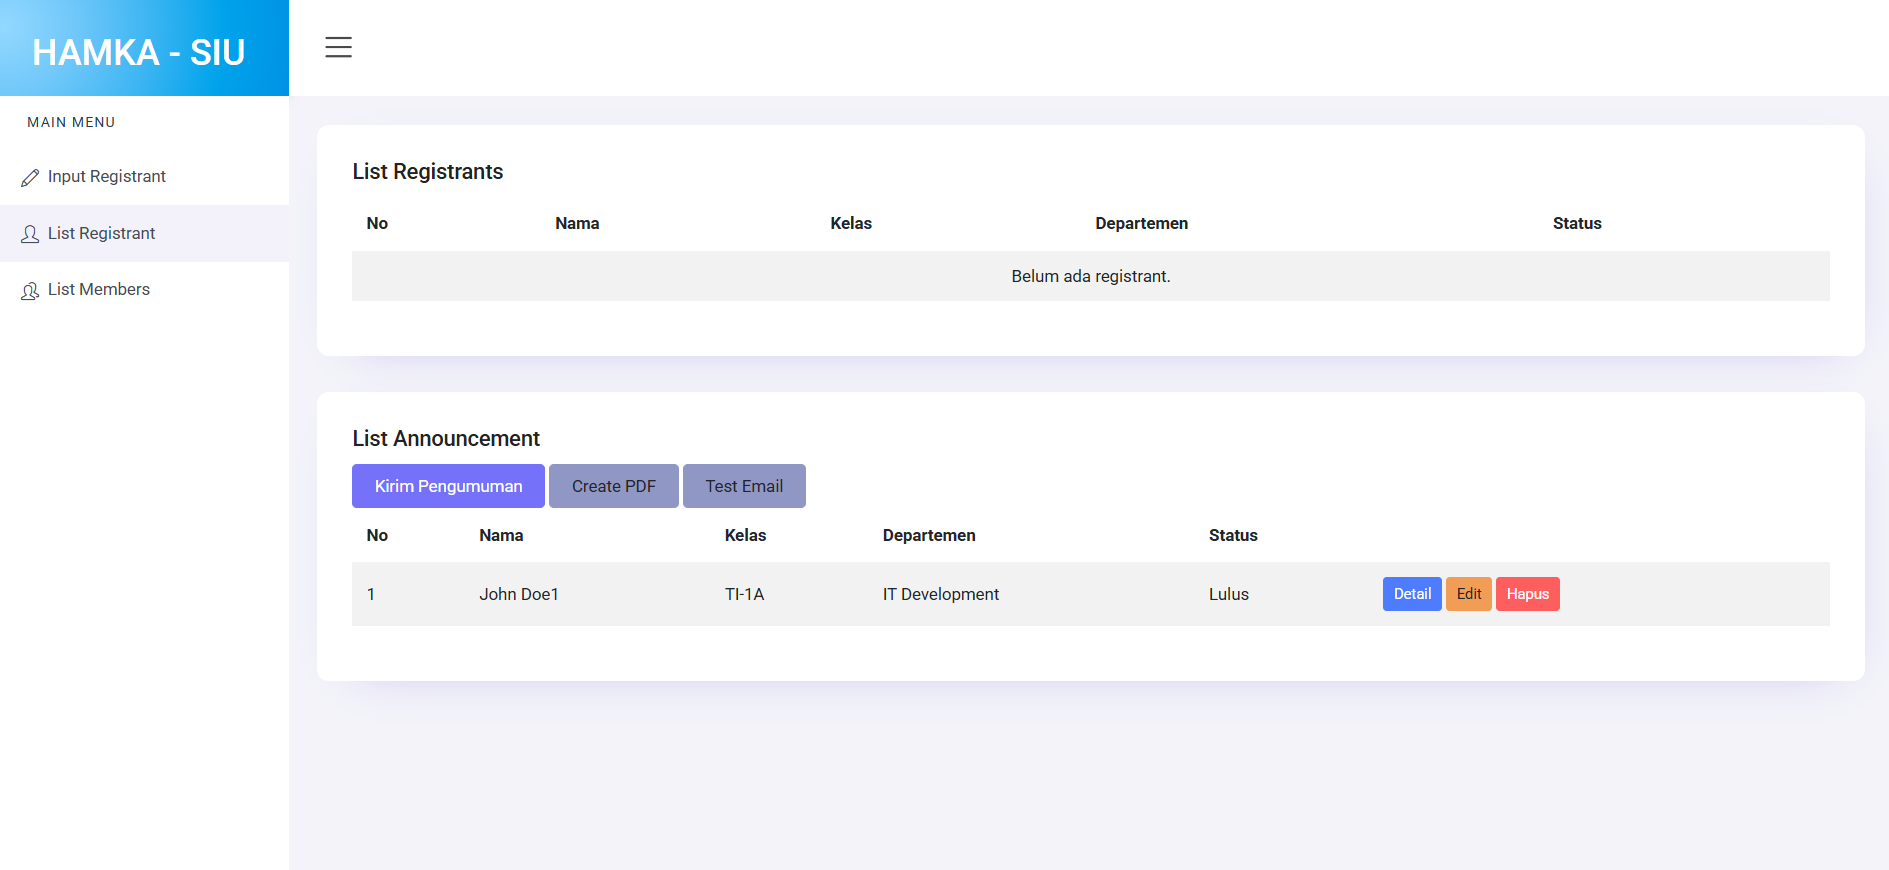 HAMKA - SIU
MAIN MENU
Input Registrant
List Registrant
List Members
List Registrants
No Nama Kelas Departemen Status
Belum ada registrant.
List Announcement
Kirim Pengumuman Create PDF Test Email
No Nama Kelas Departemen Status
1 John Doe1 TI-1A IT Development Lulus Detail Edit Hapus